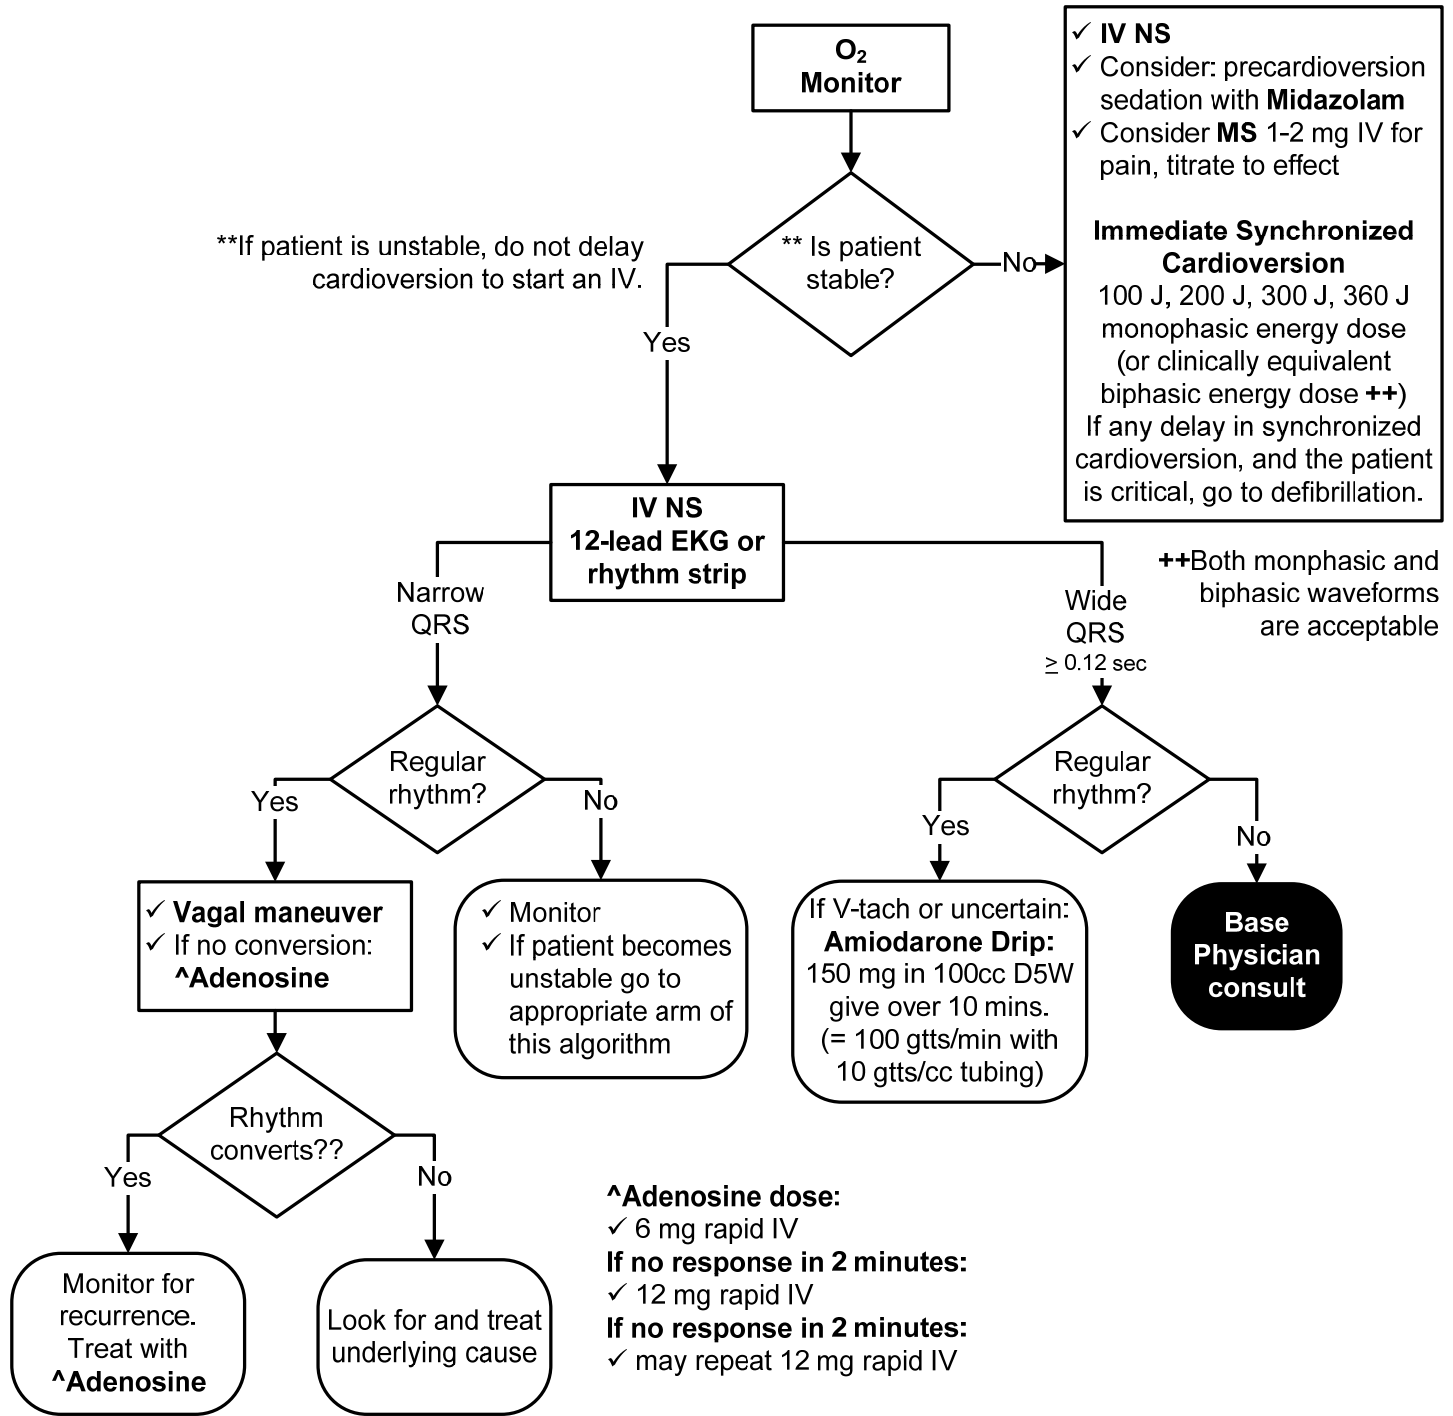 O₂
Monitor
✓ IV NS
✓ Consider: precardioversion
sedation with Midazolam
✓ Consider MS 1-2 mg IV for
pain, titrate to effect
Immediate Synchronized
Cardioversion
100 J, 200 J, 300 J, 360 J
monophasic energy dose
(or clinically equivalent
biphasic energy dose ++)
If any delay in synchronized
cardioversion, and the patient
is critical, go to defibrillation.
**If patient is unstable, do not delay
cardioversion to start an IV.
** Is patient
stable?
No
Yes
IV NS
12-lead EKG or
rhythm strip
++Both monphasic and
biphasic waveforms
are acceptable
Narrow
QRS
Wide
QRS
≥ 0.12 sec
Regular
rhythm?
Yes
No
Regular
rhythm?
Yes
No
✓ Vagal maneuver
✓ If no conversion:
^Adenosine
✓ Monitor
✓ If patient becomes
unstable go to
appropriate arm of
this algorithm
If V-tach or uncertain:
Amiodarone Drip:
150 mg in 100cc D5W
give over 10 mins.
(= 100 gtts/min with
10 gtts/cc tubing)
Base
Physician
consult
Rhythm
converts??
Yes
No
Monitor for
recurrence.
Treat with
^Adenosine
Look for and treat
underlying cause
^Adenosine dose:
✓ 6 mg rapid IV
If no response in 2 minutes:
✓ 12 mg rapid IV
If no response in 2 minutes:
✓ may repeat 12 mg rapid IV